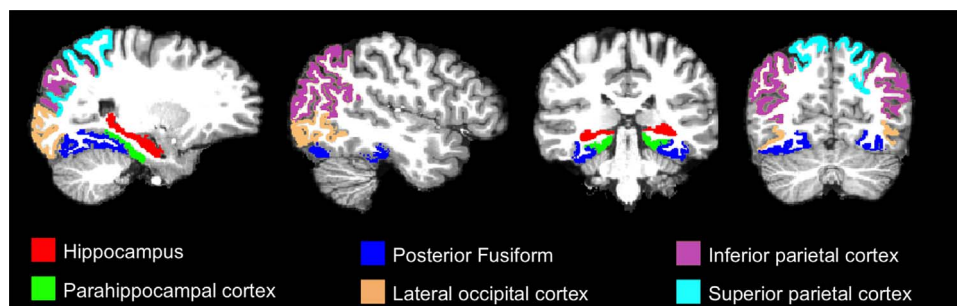 Hippocampus
Posterior Fusiform
Inferior parietal cortex
Parahippocampal cortex
Lateral occipital cortex
Superior parietal cortex